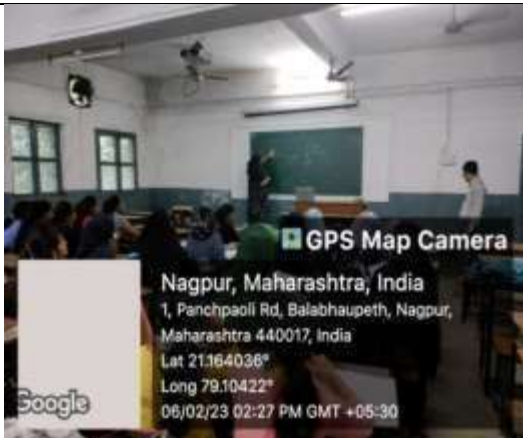 GPS Map Camera
Nagpur, Maharashtra, India
1, Panchpaoli Rd, Balabhaupeth, Nagpur,
Maharashtra 440017, India
Lat 21.164036°
Long 79.10422°
06/02/23 02:27 PM GMT +05:30
Google